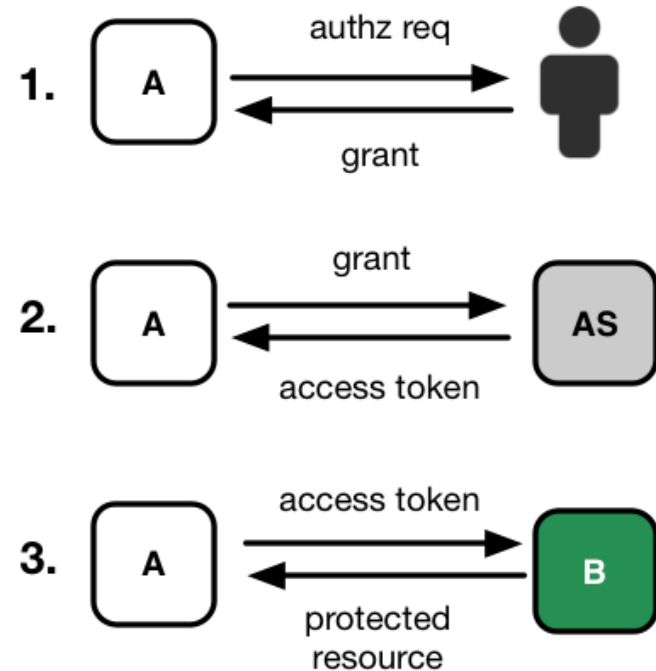 authz req
1.
A
grant
grant
2.
A
AS
access token
access token
3.
A
B
protected
resource